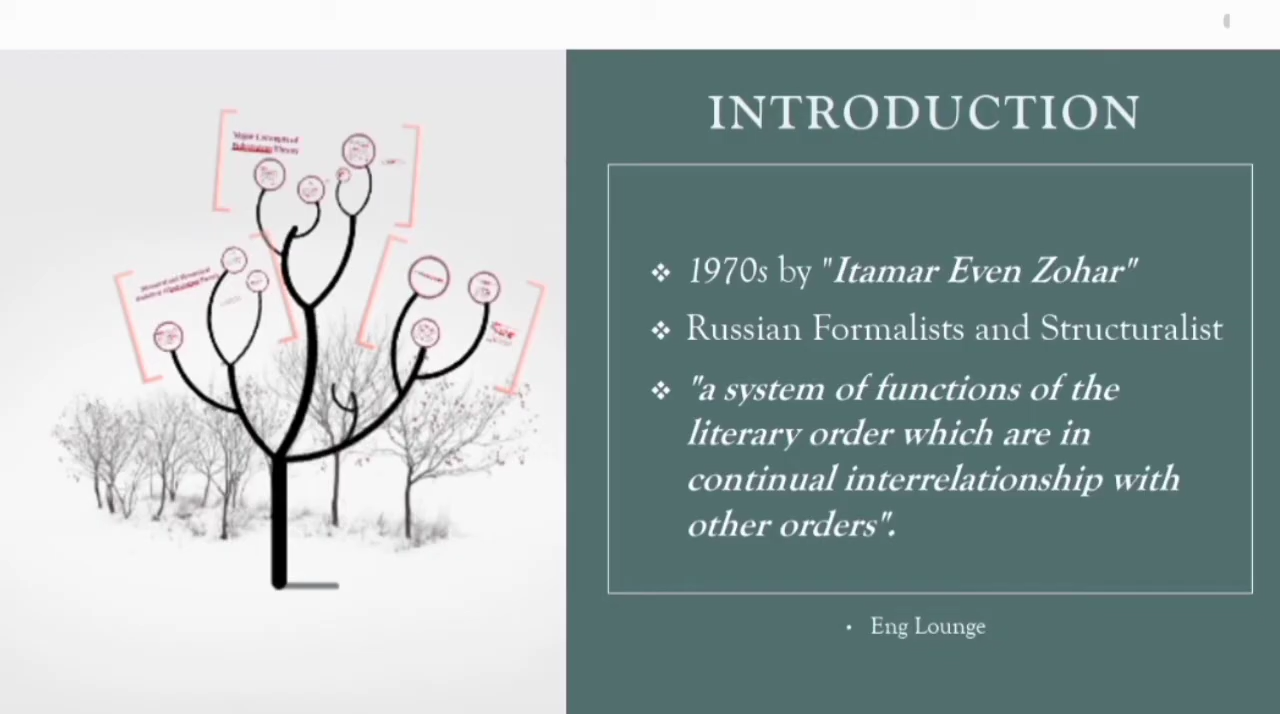 INTRODUCTION
❖ 1970s by "Itamar Even Zohar"
❖ Russian Formalists and Structuralist
❖ "a system of functions of the
literary order which are in
continual interrelationship with
other orders".
• Eng Lounge